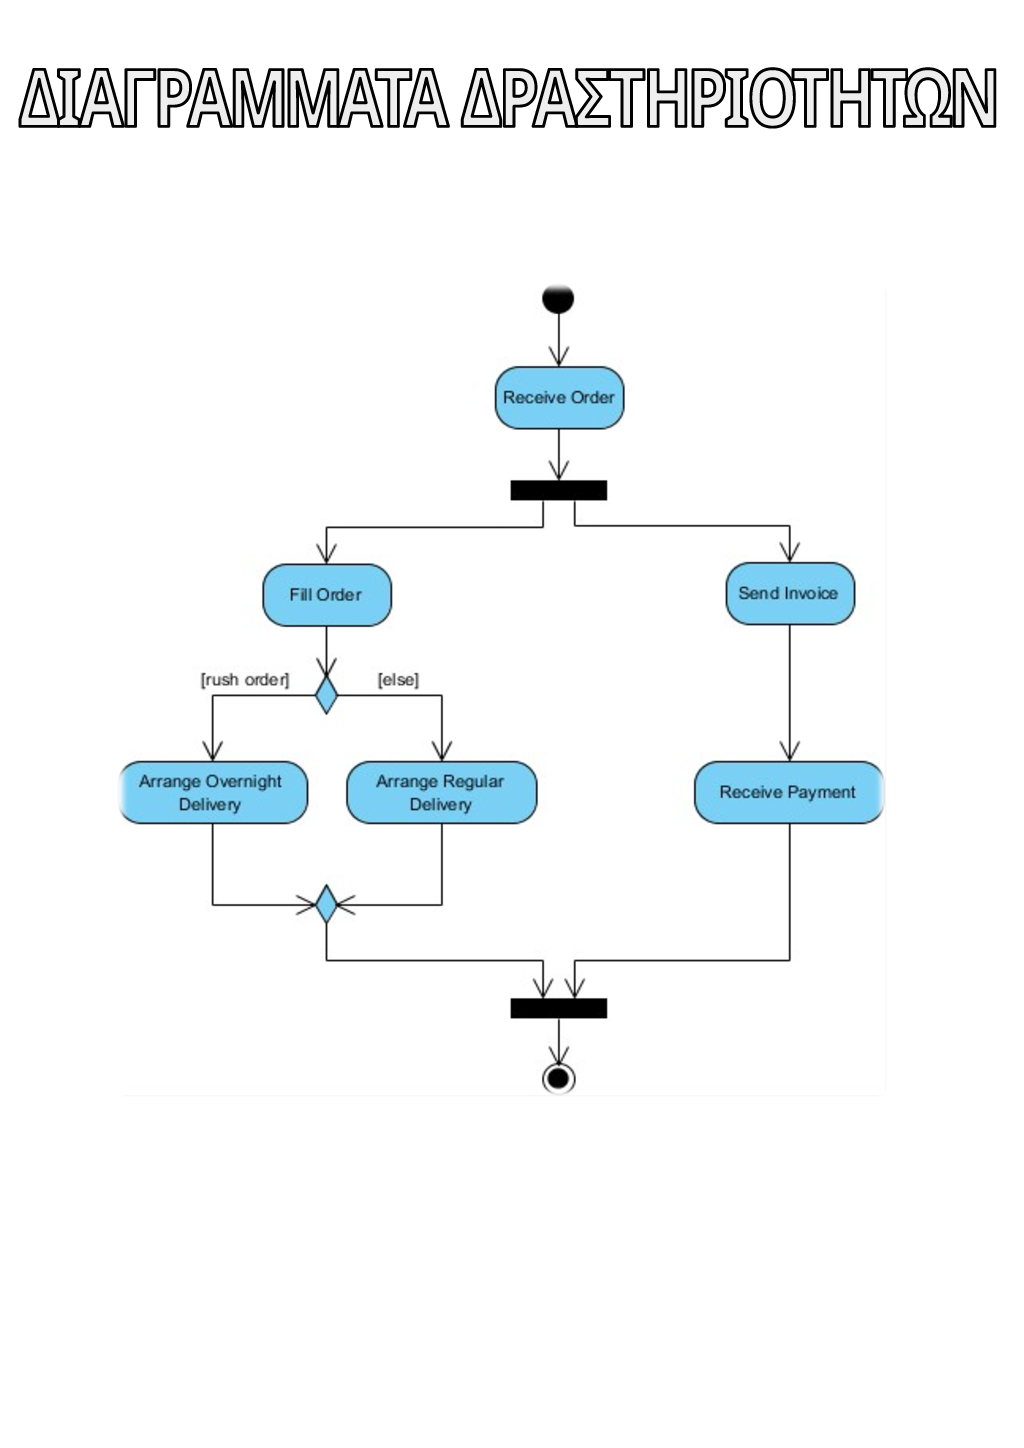 ΔΙΑΓΡΑΜΜΑΤΑ ΔΡΑΣΤΗΡΙΟΤΗΤΩΝ
Receive Order
Fill Order
Send Invoice
[rush order]
[else]
Arrange Overnight
Delivery
Arrange Regular
Delivery
Receive Payment